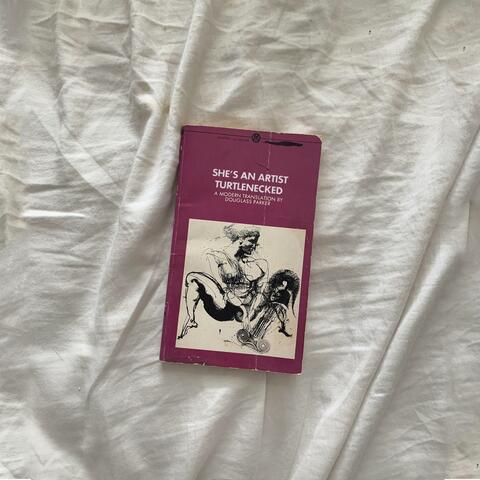 SHE'S AN ARTIST
TURTLENECKED
A MODERN TRANSLATION BY
DOUGLASS PARKER